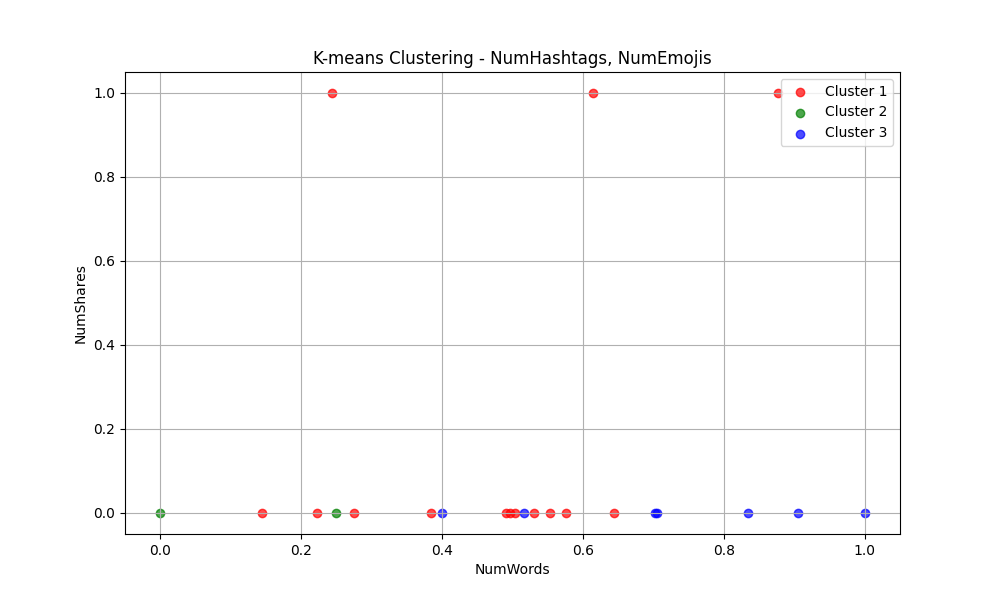 K-means Clustering - NumHashtags, NumEmojis
Cluster 1
Cluster 2
Cluster 3
1.0
0.8
0.6
0.4
0.2
0.0
NumShares
0.0 0.2 0.4 0.6 0.8 1.0
NumWords